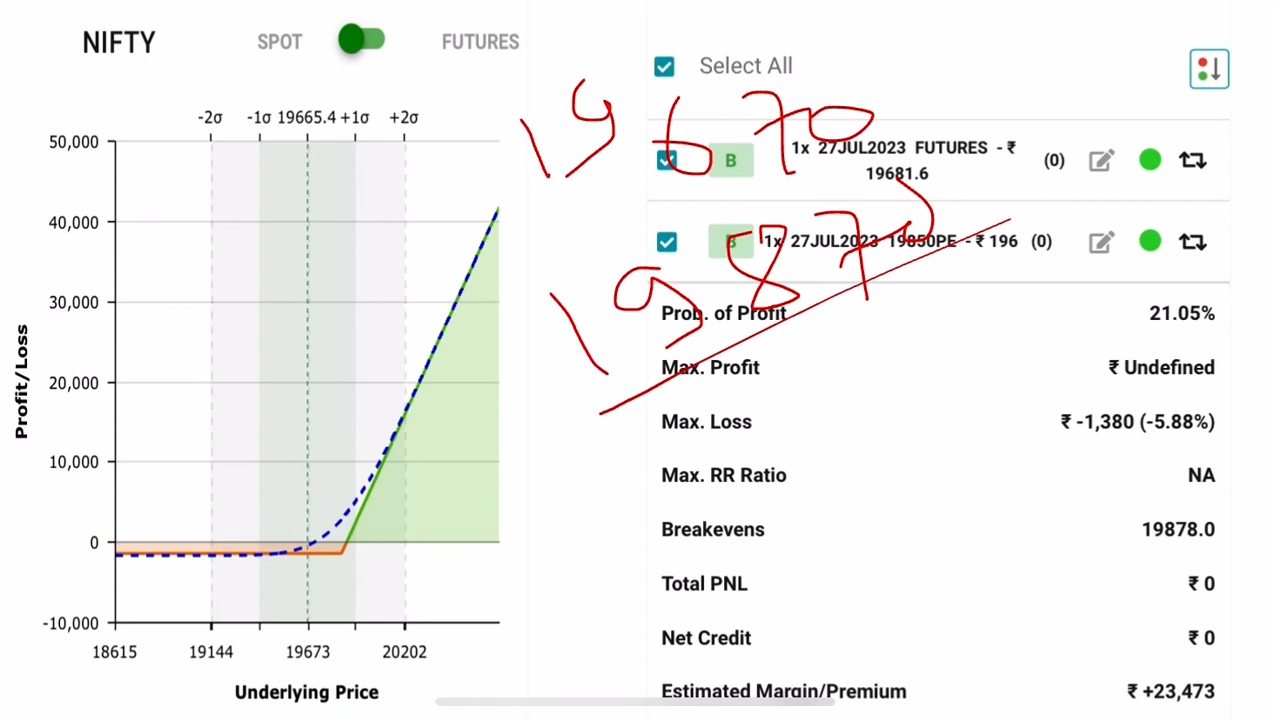 NIFTY
SPOT
FUTURES
-2σ -1σ 19665.4 +1σ +2σ
50,000
40,000
30,000
20,000
10,000
0
-10,000
18615 19144 19673 20202
Profit/Loss
Underlying Price
Select All
19670
B 1x 27JUL2023 FUTURES - ₹ 
19681.6
(0)
B 1x 27JUL2023 19850PE - ₹ 196 (0)
1987
Prob. of Profit 21.05%
Max. Profit ₹ Undefined
Max. Loss ₹ -1,380 (-5.88%)
Max. RR Ratio NA
Breakevens 19878.0
Total PNL ₹ 0
Net Credit ₹ 0
Estimated Margin/Premium ₹ +23,473